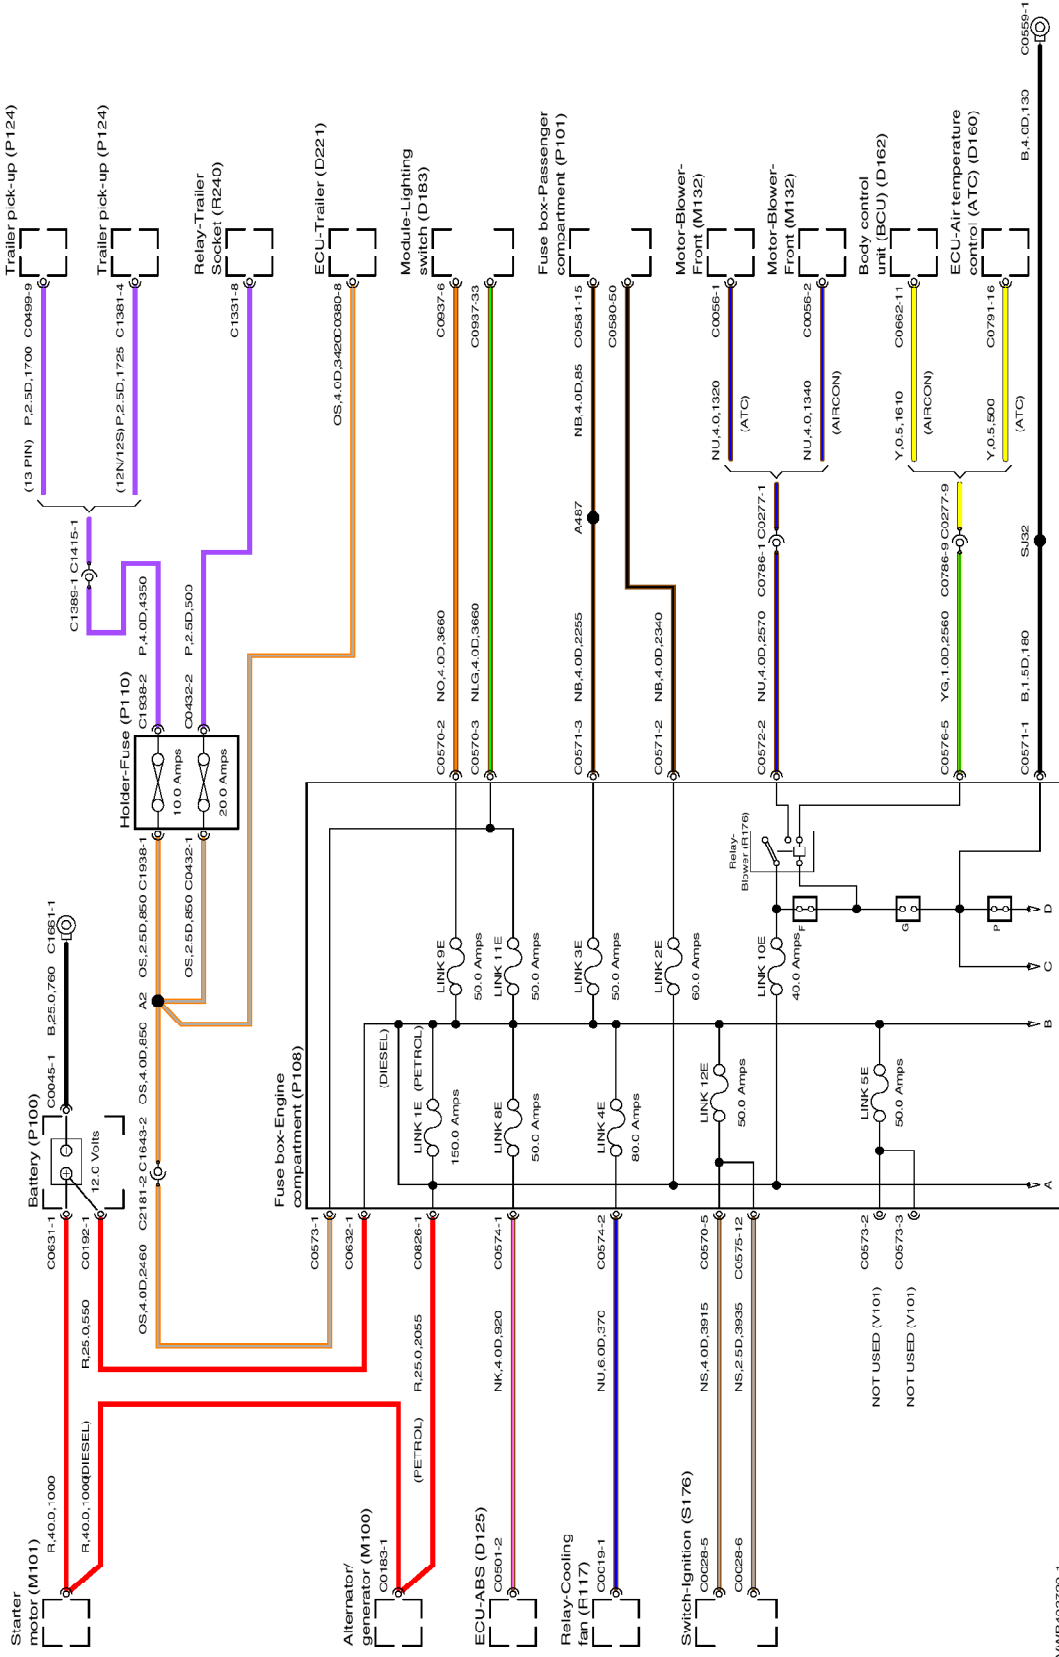 Trailer pick-up (P124)
C0499-9
P,2.5D,1700
(13 PIN)
Trailer pick-up (P124)
C1381-4
P,2.5D,1725
(12N/12S)
Relay-Trailer
Socket (R240)
C1331-8
ECU-Trailer (D221)
C0380-8
OS,4.0D,3420
Module-Lighting
switch (D183)
C0937-6
C0937-33
Fuse box-Passenger
compartment (P101)
C0581-15
NB,4.0D,85
C0580-50
Motor-Blower-
Front (M132)
C0056-1
NU,4.0,1320
(ATC)
Motor-Blower-
Front (M132)
C0056-2
NU,4.0,1340
(AIRCON)
Body control
unit (BCU) (D162)
C0662-11
Y,0.5,1610
(AIRCON)
ECU-Air temperature
control (ATC) (D160)
C0791-16
Y,0.5,500
(ATC)
C0559-1
B,4.0D,130
SJ32
B,1.5D,180
C0571-1
C1415-1
C1389-1
P,4.0D,4350
C1938-2
P,2.5D,500
C0432-2
Holder-Fuse (P110)
10.0 Amps
20.0 Amps
OS,2.5D,850
C1938-1
OS,2.5D,850
C0432-1
A2
OS,4.0D,850
C1643-2
C2181-2
OS,4.0D,2460
NO,4.0D,3660
C0570-2
NLG,4.0D,3660
C0570-3
A487
NB,4.0D,2255
C0571-3
NB,4.0D,2340
C0571-2
C0277-1
C0786-1
NU,4.0D,2570
C0572-2
C0277-9
C0786-9
YG,1.0D,2560
C0576-5
Battery (P100)
12.0 Volts
C0045-1
B,25.0,760
C1661-1
C0631-1
C0192-1
R,25.0,550
Fuse box-Engine
compartment (P108)
LINK 9E
50.0 Amps
LINK 11E
50.0 Amps
LINK 3E
50.0 Amps
LINK 2E
60.0 Amps
LINK 10E
40.0 Amps
Relay-
Blower (R176)
F
G
P
D
C
B
A
(DIESEL)
(PETROL)
LINK 1E
150.0 Amps
LINK 8E
50.0 Amps
LINK 4E
80.0 Amps
LINK 12E
50.0 Amps
LINK 5E
50.0 Amps
C0573-1
C0632-1
C0826-1
R,25.0,2055
(PETROL)
C0574-1
NK,4.0D,920
C0574-2
NU,6.0D,370
C0570-5
NS,4.0D,3915
C0575-12
NS,2.5D,3935
C0573-2
NOT USED (V101)
C0573-3
NOT USED (V101)
Starter
motor (M101)
R,40.0,1000
R,40.0,1000
(DIESEL)
Alternator/
generator (M100)
C0183-1
ECU-ABS (D125)
C0501-2
Relay-Cooling
fan (R117)
C0019-1
Switch-Ignition (S176)
C0028-5
C0028-6